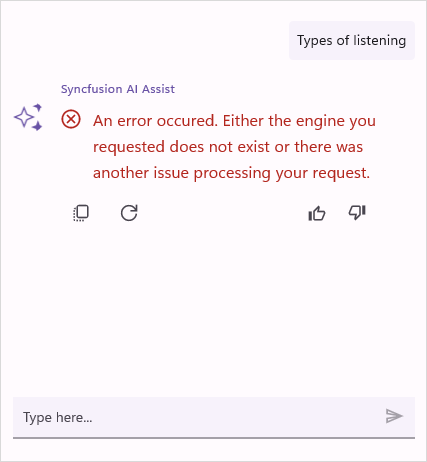 Types of listening
Syncfusion AI Assist
An error occured. Either the engine you
requested does not exist or there was
another issue processing your request.
Type here...